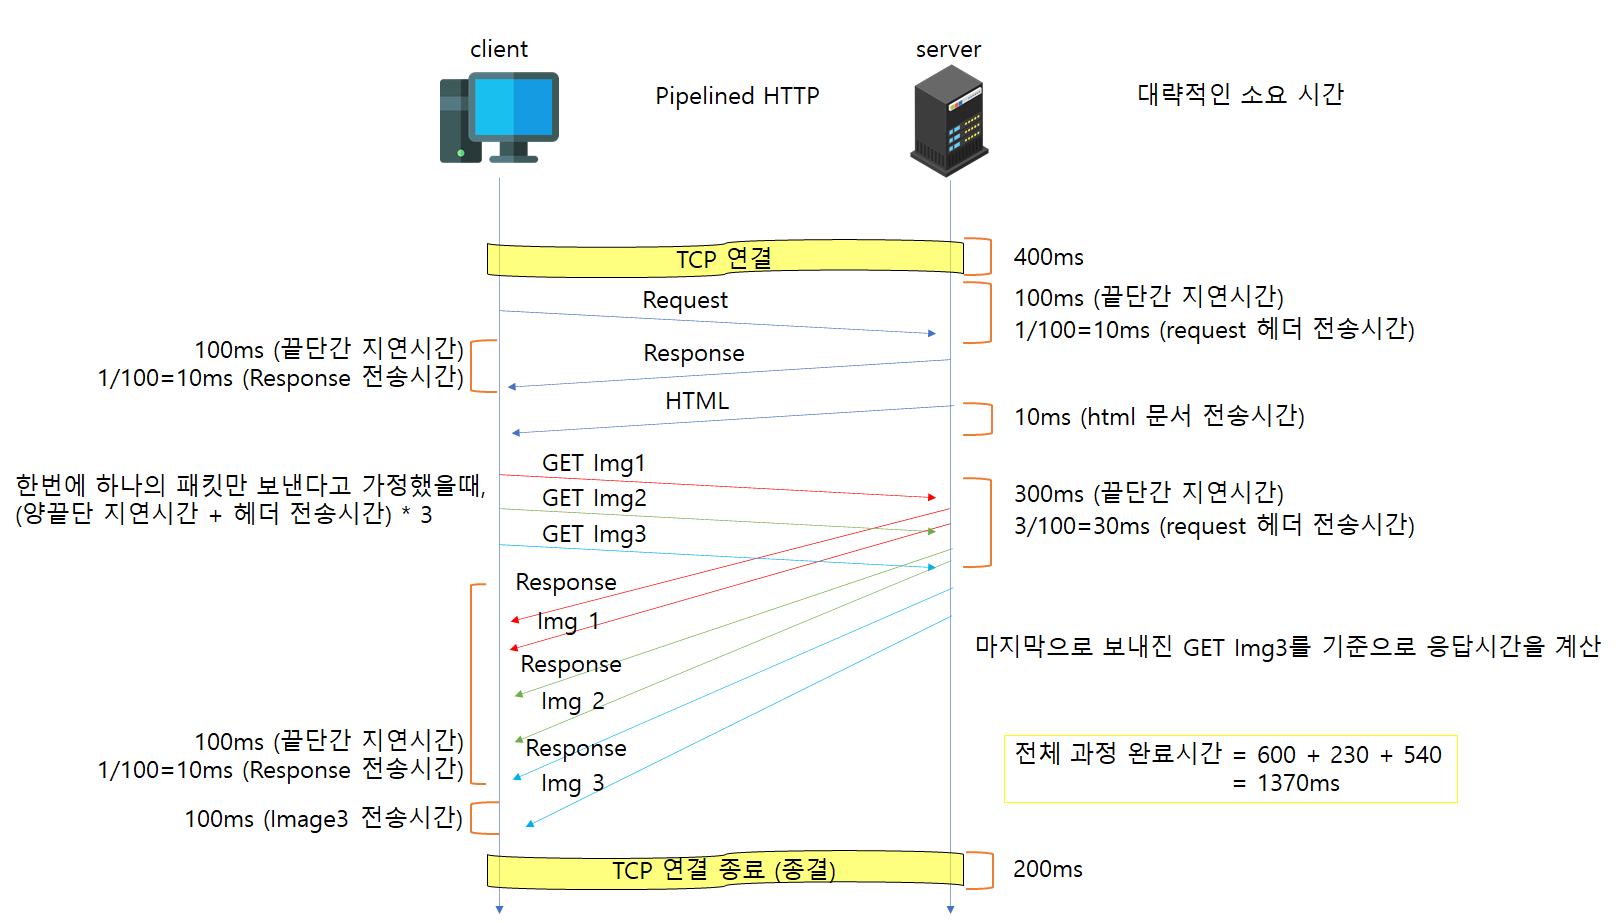 client
server
Pipelined HTTP
대략적인 소요 시간
TCP 연결
400ms
Request
100ms (끝단간 지연시간)
1/100=10ms (request 헤더 전송시간)
100ms (끝단간 지연시간)
1/100=10ms (Response 전송시간)
Response
HTML
10ms (html 문서 전송시간)
GET Img1
한번에 하나의 패킷만 보낸다고 가정했을때,
(양끝단 지연시간 + 헤더 전송시간) * 3
GET Img2
GET Img3
300ms (끝단간 지연시간)
3/100=30ms (request 헤더 전송시간)
Response
Img 1
마지막으로 보내진 GET Img3를 기준으로 응답시간을 계산
Response
Img 2
100ms (끝단간 지연시간)
1/100=10ms (Response 전송시간)
Response
Img 3
전체 과정 완료시간 = 600 + 230 + 540
= 1370ms
100ms (Image3 전송시간)
TCP 연결 종료 (종결)
200ms